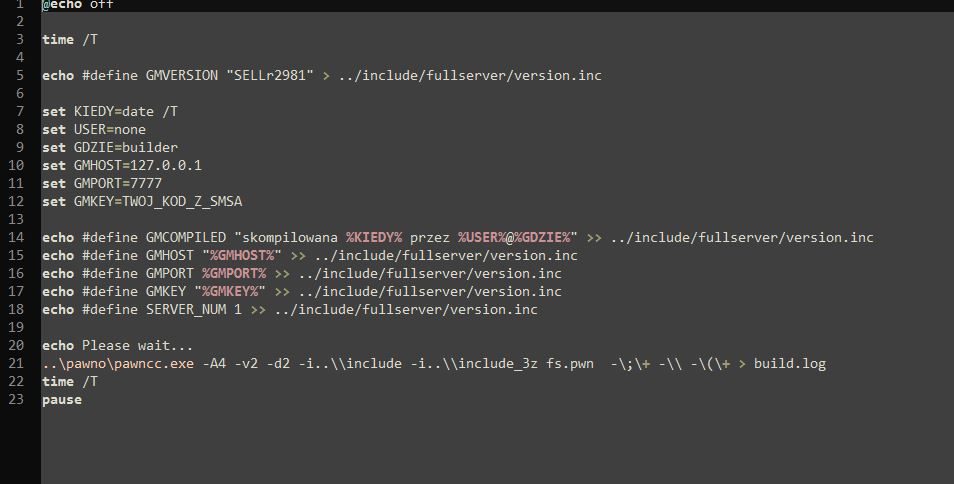 1 @echo off
2
3 time /T
4
5 echo #define GMVERSION "SELLr2981" > ../include/fullserver/version.inc
6
7 set KIEDY=date /T
8 set USER=none
9 set GDZIE=builder
10 set GMHOST=127.0.0.1
11 set GMPORT=7777
12 set GMKEY=TWOJ_KOD_Z_SMSA
13
14 echo #define GMCOMPILED "skompilowana %KIEDY% przez %USER%@%GDZIE%" >> ../include/fullserver/version.inc
15 echo #define GMHOST "%GMHOST%" >> ../include/fullserver/version.inc
16 echo #define GMPORT %GMPORT% >> ../include/fullserver/version.inc
17 echo #define GMKEY "%GMKEY%" >> ../include/fullserver/version.inc
18 echo #define SERVER_NUM 1 >> ../include/fullserver/version.inc
19
20 echo Please wait...
21 ..\pawno\pawncc.exe -A4 -v2 -d2 -i..\\include -i..\\include_3z fs.pwn  -\;\+ -\\ -\(\+ > build.log
22 time /T
23 pause